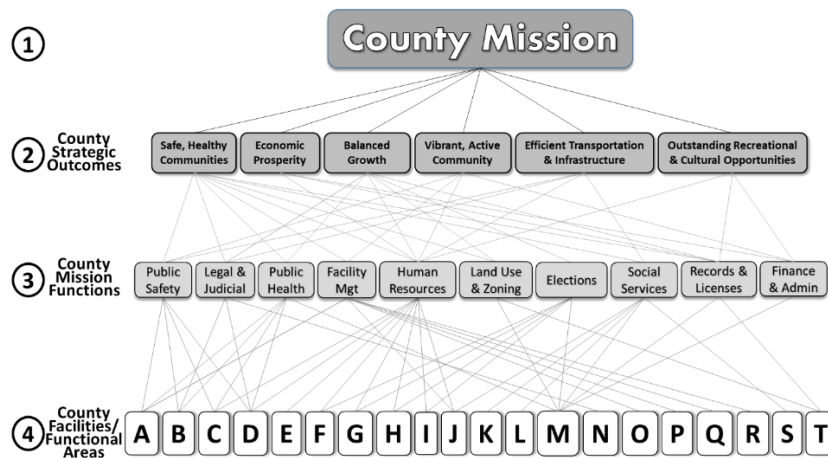 1
County Mission
2
County
Strategic
Outcomes
Safe, Healthy
Communities
Economic
Prosperity
Balanced
Growth
Vibrant, Active
Community
Efficient Transportation
& Infrastructure
Outstanding Recreational
& Cultural Opportunities
3
County
Mission
Functions
Public
Safety
Legal &
Judicial
Public
Health
Facility
Mgt
Human
Resources
Land Use
& Zoning
Elections
Social
Services
Records &
Licenses
Finance
& Admin
4
County
Facilities/
Functional
Areas
A
B
C
D
E
F
G
H
I
J
K
L
M
N
O
P
Q
R
S
T